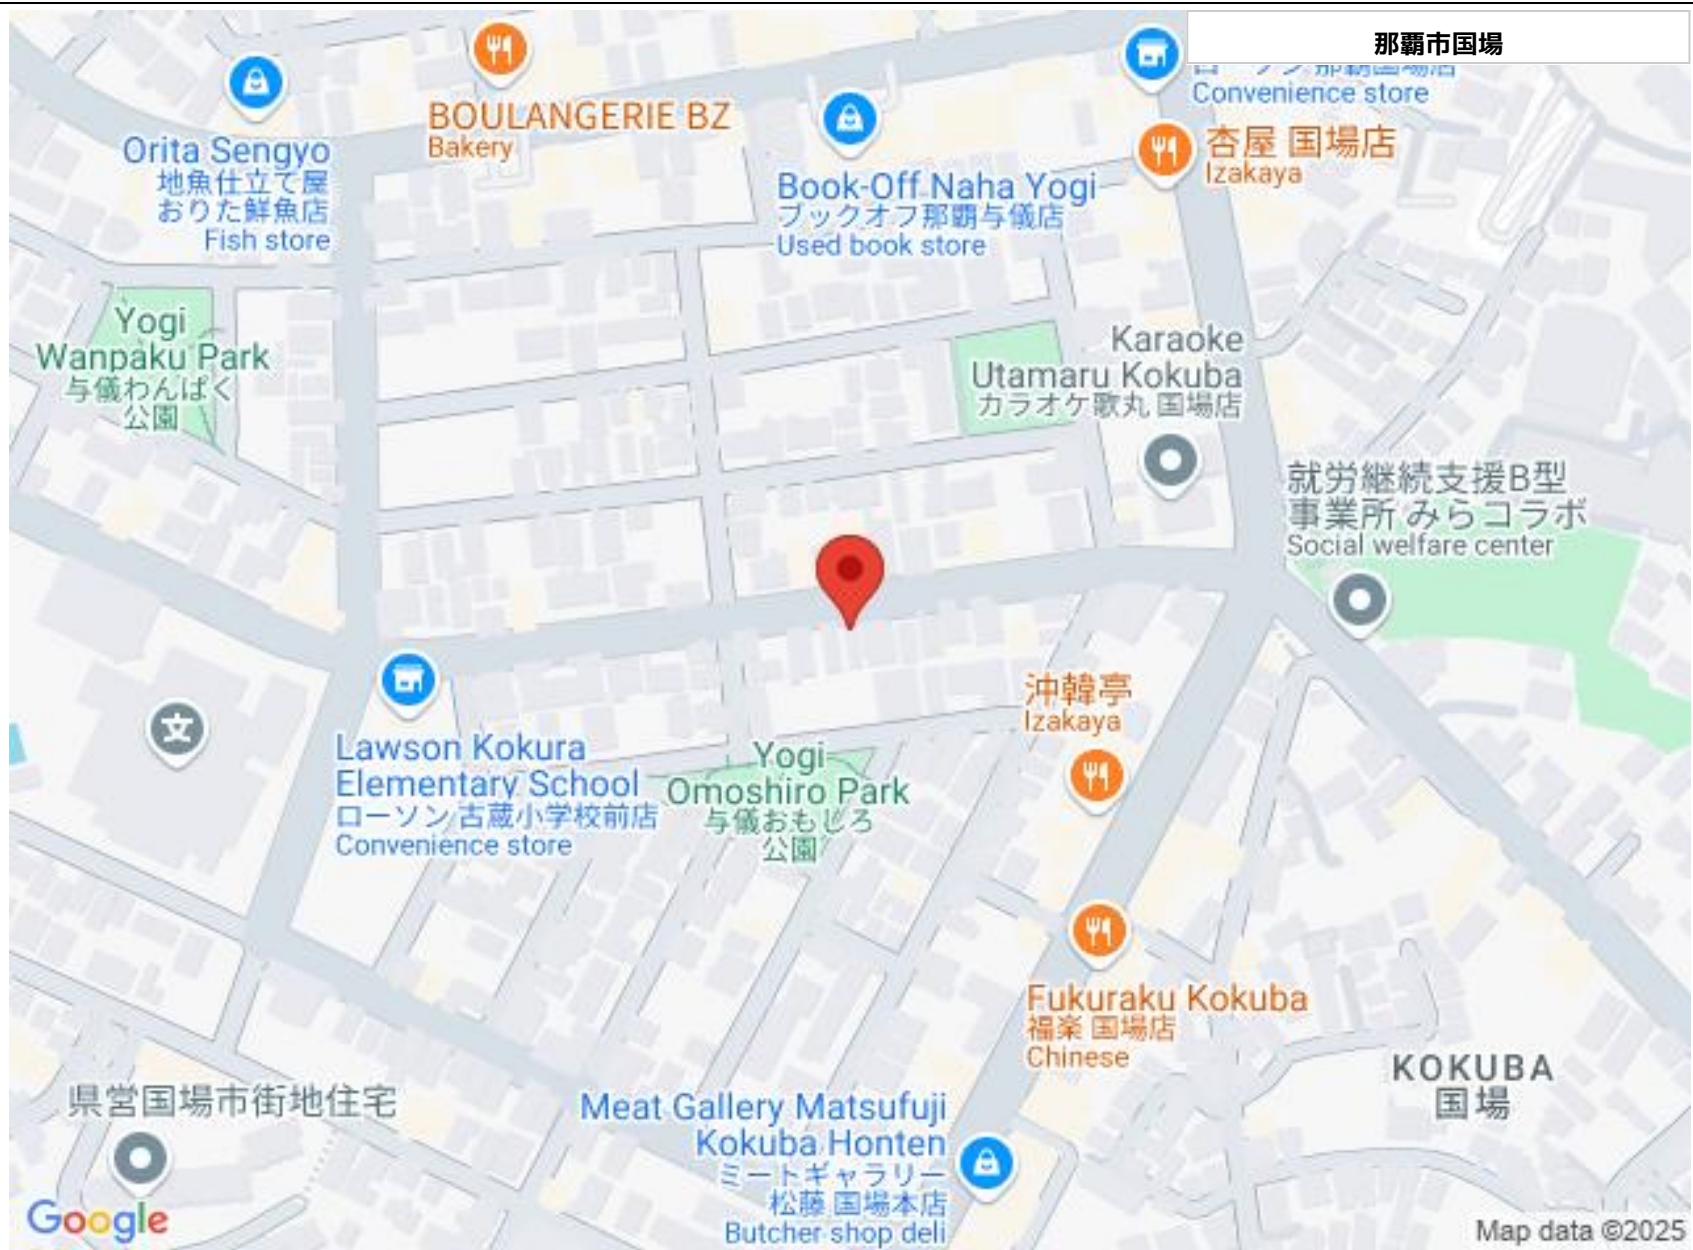 那覇市国場
Convenience store
BOULANGERIE BZ
Bakery
Orita Sengyo
地魚仕立て屋
おりた鮮魚店
Fish store
Book-Off Naha Yogi
ブックオフ那覇与儀店
Used book store
杏屋 国場店
Izakaya
Yogi
Wanpaku Park
与儀わんぱく
公園
Karaoke
Utamaru Kokuba
カラオケ歌丸 国場店
就労継続支援B型
事業所 みらコラボ
Social welfare center
文
Lawson Kokura
Elementary School
ローソン 古蔵小学校前店
Convenience store
Yogi
Omoshiro Park
与儀おもしろ
公園
沖韓亭
Izakaya
Fukuraku Kokuba
福楽 国場店
Chinese
KOKUBA
国場
県営国場市街地住宅
Meat Gallery Matsufuji
Kokuba Honten
ミートギャラリー
松藤 国場本店
Butcher shop deli
Google
Map data ©2025